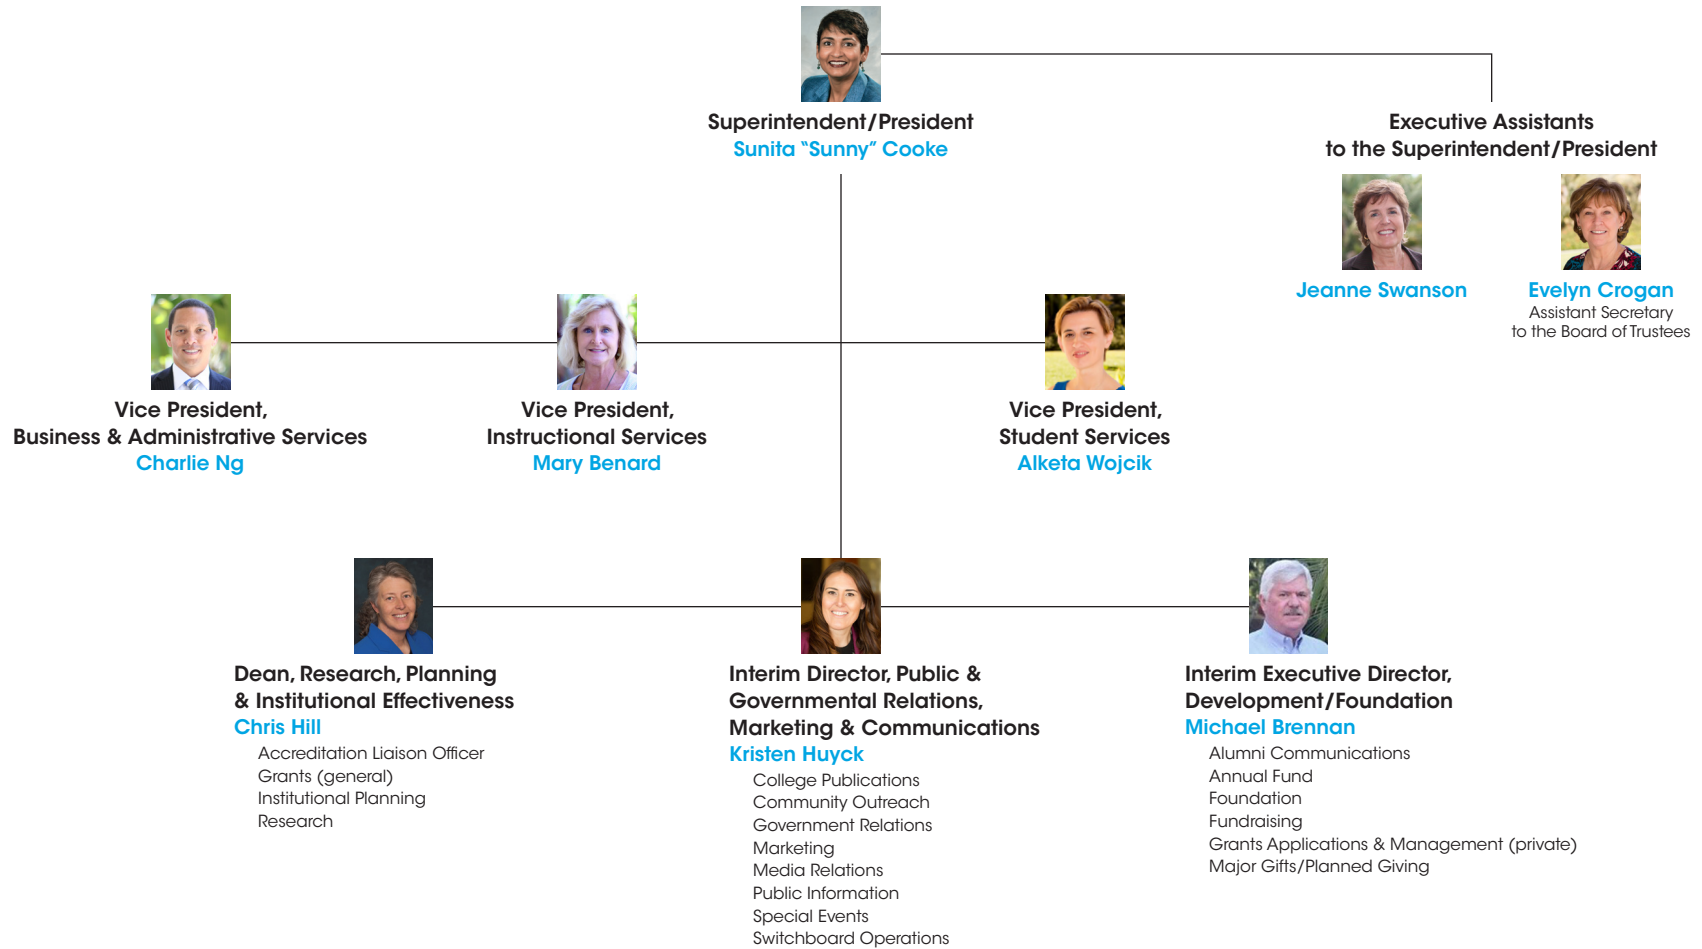 Superintendent/President
Sunita “Sunny” Cooke
Executive Assistants
to the Superintendent/President
Jeanne Swanson
Evelyn Crogan
Assistant Secretary
to the Board of Trustees
Vice President,
Business & Administrative Services
Charlie Ng
Vice President,
Instructional Services
Mary Benard
Vice President,
Student Services
Alketa Wojcik
Dean, Research, Planning
& Institutional Effectiveness
Chris Hill
Accreditation Liaison Officer
Grants (general)
Institutional Planning
Research
Interim Director, Public &
Governmental Relations,
Marketing & Communications
Kristen Huyck
College Publications
Community Outreach
Government Relations
Marketing
Media Relations
Public Information
Special Events
Switchboard Operations
Interim Executive Director,
Development/Foundation
Michael Brennan
Alumni Communications
Annual Fund
Foundation
Fundraising
Grants Applications & Management (private)
Major Gifts/Planned Giving